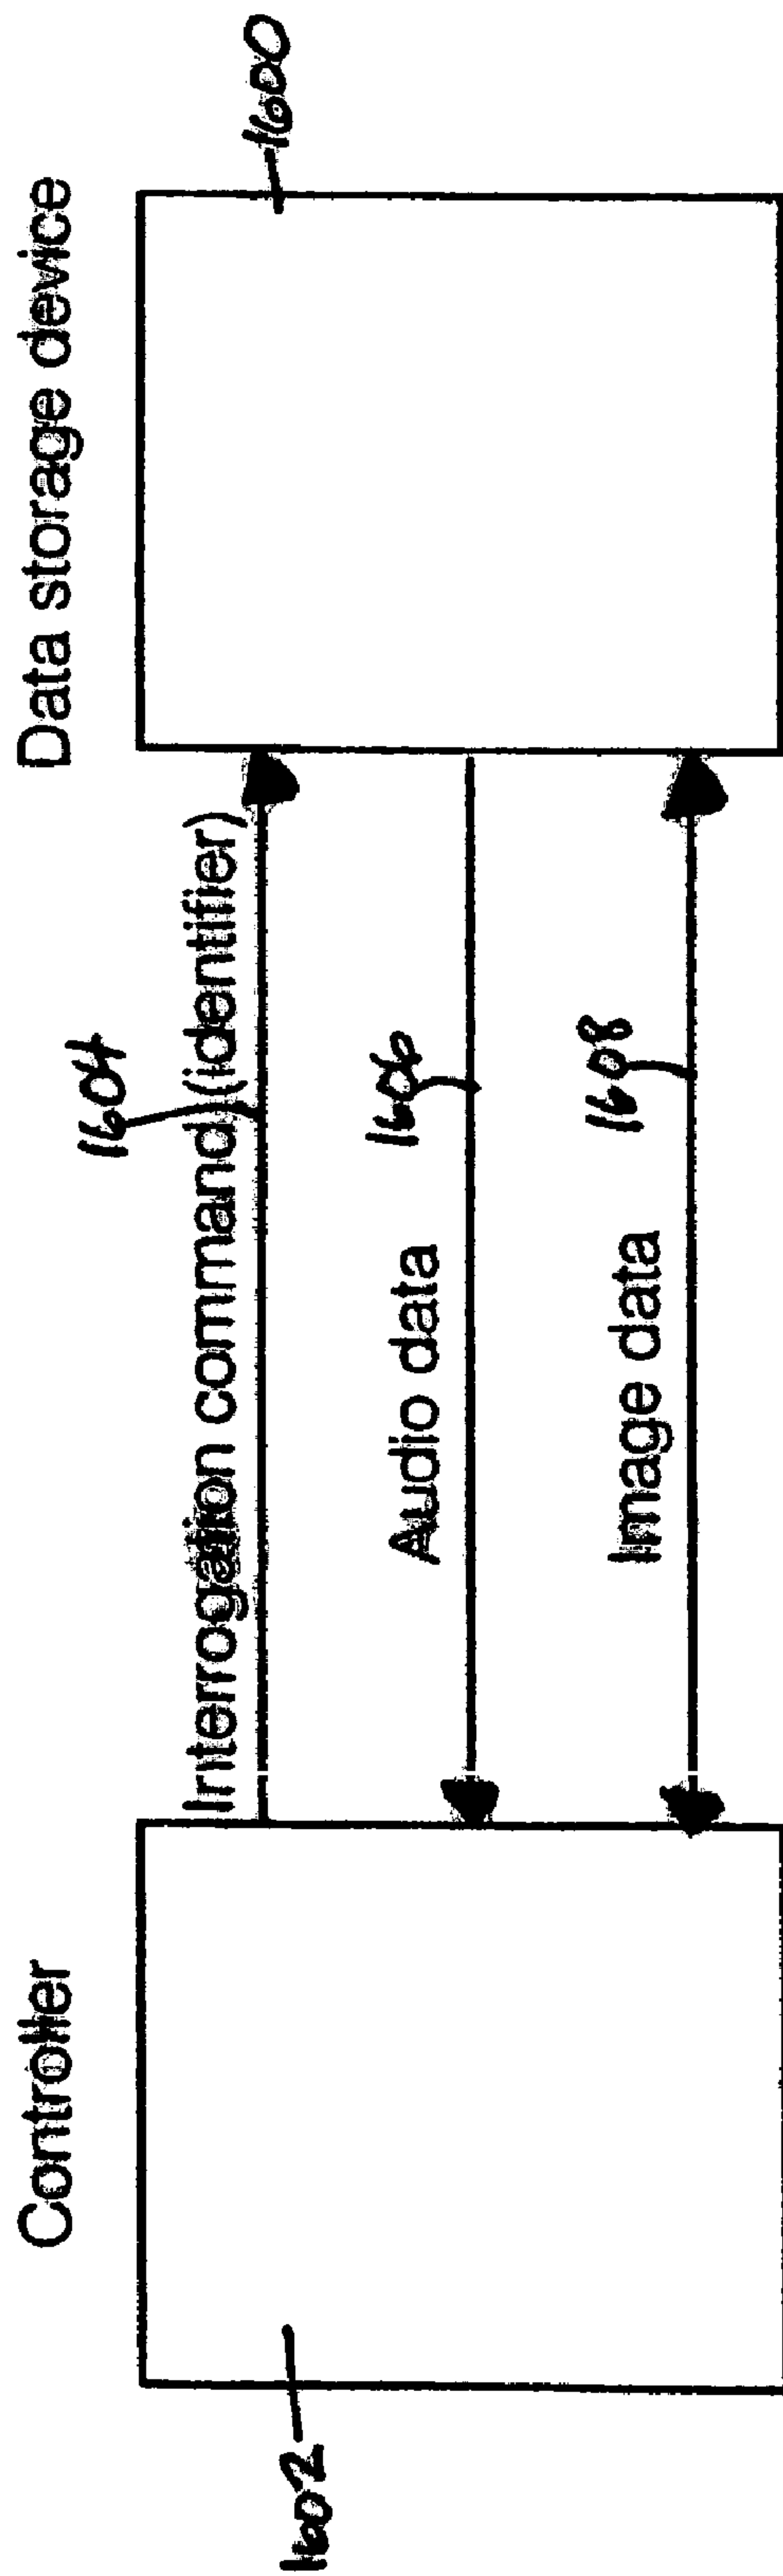 Controller
Data storage device
1602
1600
1604
Interrogation command (identifier)
Audio data
1606
Image data
1608